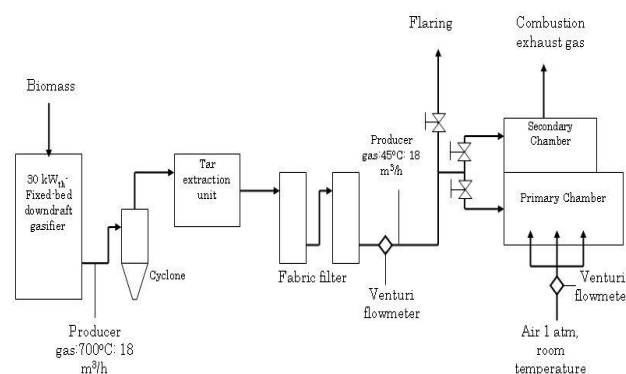 Flaring
Combustion
exhaust gas
Biomass
30 kWth-
Fixed-bed
downdraft
gasifier
Tar
extraction
unit
Producer
gas:45ºC: 18
m³/h
Secondary
Chamber
Primary Chamber
Cyclone
Fabric filter
Venturi
flowmeter
Venturi
flowmete
Producer
gas:700ºC: 18
m³/h
Air 1 atm,
room
temperature